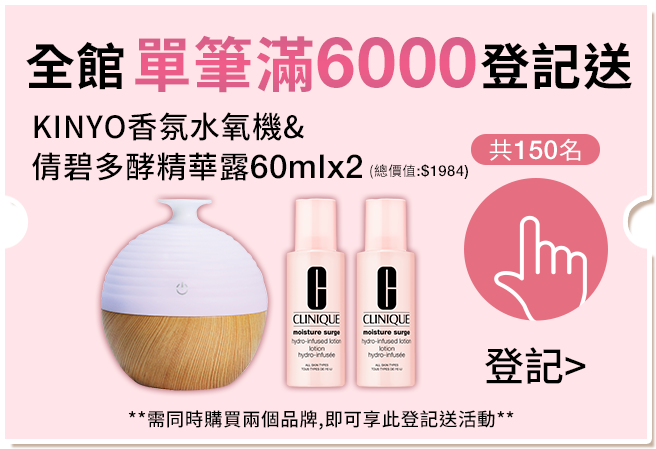 全館單筆滿6000登記送
KINYO香氛水氧機&
倩碧多酵精華露60mlx2 (總價值:$1984)
共150名
CLINIQUE
moisture surge
hydro-infused lotion
lotion
hydro-infusée
ALL SKIN TYPES
CLINIQUE
moisture surge
hydro-infused lotion
lotion
hydro-infusée
ALL SKIN TYPES
登記>
**需同時購買兩個品牌,即可享此登記送活動**